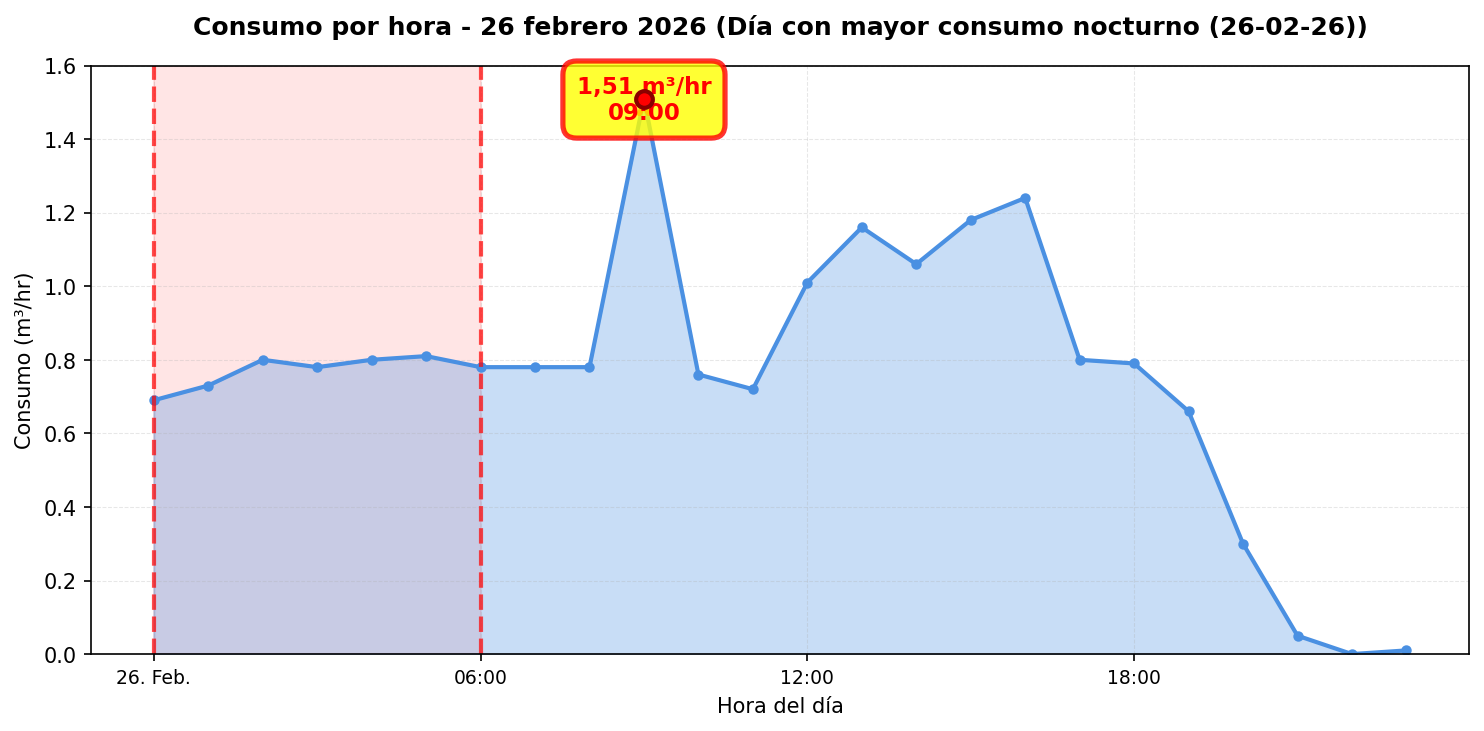 Consumo por hora - 26 febrero 2026 (Día con mayor consumo nocturno (26-02-26))
1,51 m³/hr
09:00
Consumo (m³/hr)
1.6
1.4
1.2
1.0
0.8
0.6
0.4
0.2
0.0
26. Feb.
06:00
12:00
18:00
Hora del día